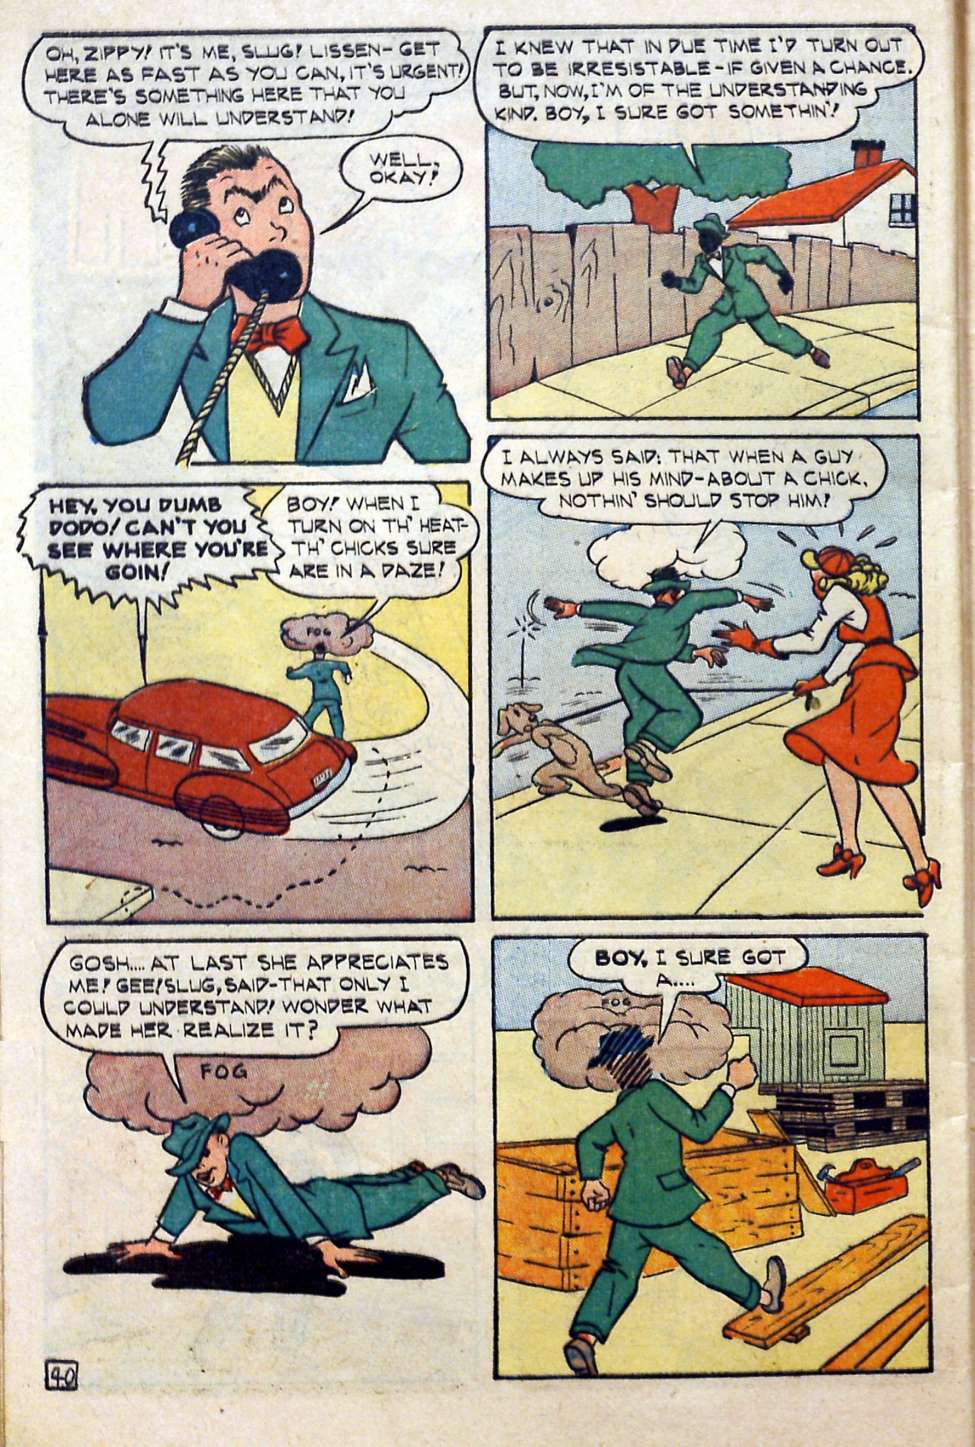 OH, ZIPPY! IT'S ME, SLUG! LISSEN- GET
HERE AS FAST AS YOU CAN, IT'S URGENT!
THERE'S SOMETHING HERE THAT YOU
ALONE WILL UNDERSTAND!
WELL,
OKAY!
I KNEW THAT IN DUE TIME I'D TURN OUT
TO BE IRRESISTABLE-IF GIVEN A CHANCE.
BUT, NOW, I'M OF THE UNDERSTANDING
KIND. BOY, I SURE GOT SOMETHIN'!
HEY, YOU DUMB
DODO! CAN'T YOU
SEE WHERE YOU'RE
GOIN!
BOY! WHEN I
TURN ON TH' HEAT-
TH' CHICKS SURE
ARE IN A DAZE!
FOG
I ALWAYS SAID: THAT WHEN A GUY
MAKES UP HIS MIND-ABOUT A CHICK,
NOTHIN' SHOULD STOP HIM!
GOSH.... AT LAST SHE APPRECIATES
ME! GEE! SLUG, SAID-THAT ONLY I
COULD UNDERSTAND! WONDER WHAT
MADE HER REALIZE IT?
FOG
BOY, I SURE GOT
A....
FOG
40